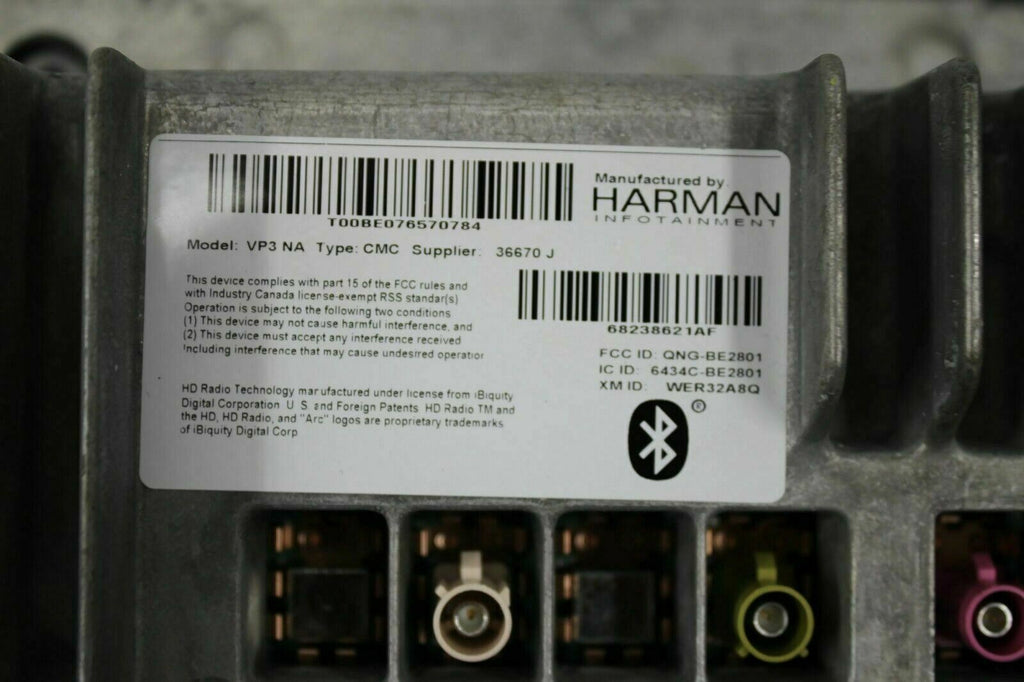 T00BE076570784
Manufactured by
HARMAN
INFOTAINMENT
Model: VP3 NA Type: CMC Supplier: 36670 J
68238621AF
This device complies with part 15 of the FCC rules and
with Industry Canada license-exempt RSS standar(s)
Operation is subject to the following two conditions
(1) This device may not cause harmful interference, and
(2) This device must accept any interference received
including interference that may cause undesired operation
FCC ID: QNG-BE2801
IC ID: 6434C-BE2801
XM ID: WER32A8Q
HD Radio Technology manufactured under license from iBiquity
Digital Corporation U.S. and Foreign Patents HD Radio TM and
the HD, HD Radio, and "Arc" logos are proprietary trademarks
of iBiquity Digital Corp
®